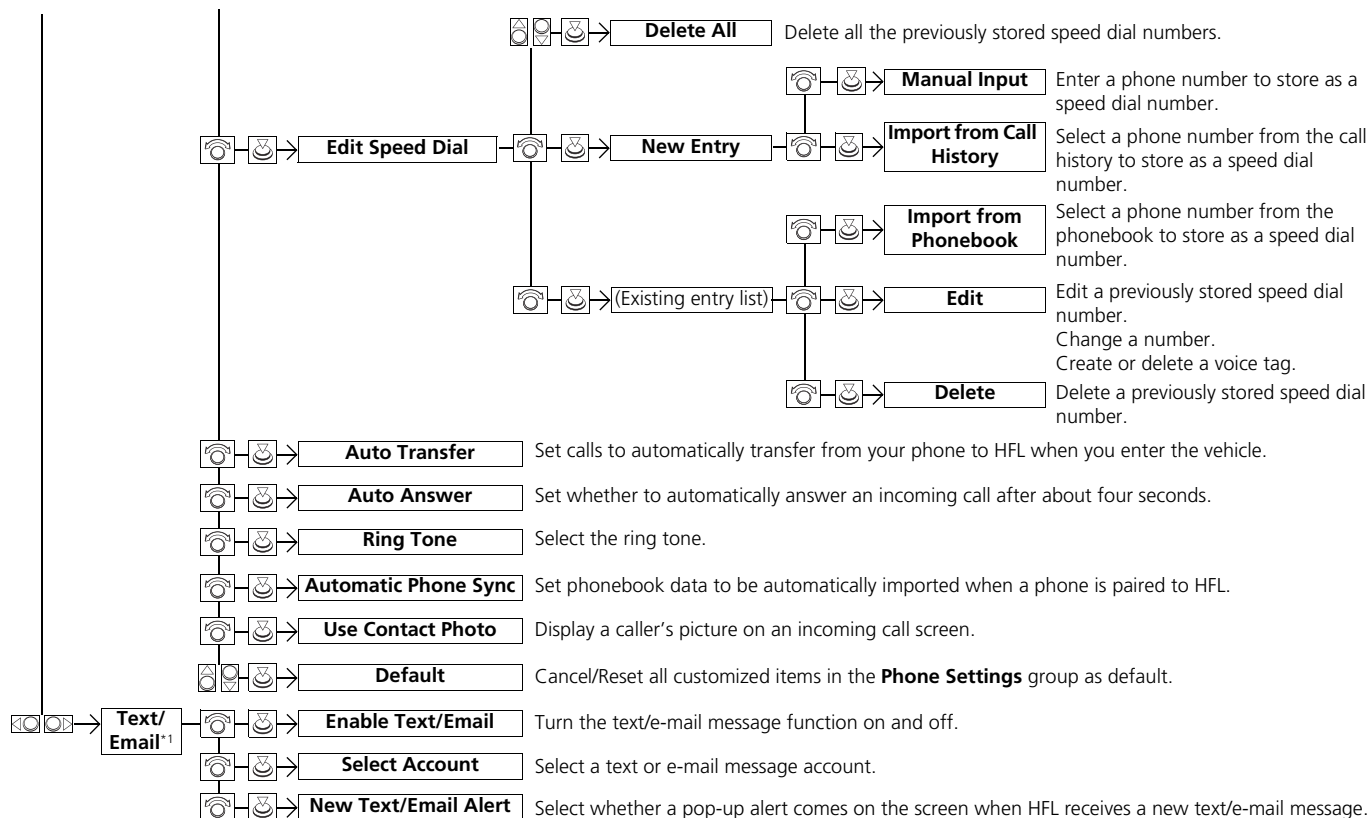 Delete All
Delete all the previously stored speed dial numbers.
Manual Input
Enter a phone number to store as a
speed dial number.
Edit Speed Dial
New Entry
Import from Call
History
Select a phone number from the call
history to store as a speed dial
number.
Import from
Phonebook
Select a phone number from the
phonebook to store as a speed dial
number.
(Existing entry list)
Edit
Edit a previously stored speed dial
number.
Change a number.
Create or delete a voice tag.
Delete
Delete a previously stored speed dial
number.
Auto Transfer
Set calls to automatically transfer from your phone to HFL when you enter the vehicle.
Auto Answer
Set whether to automatically answer an incoming call after about four seconds.
Ring Tone
Select the ring tone.
Automatic Phone Sync
Set phonebook data to be automatically imported when a phone is paired to HFL.
Use Contact Photo
Display a caller's picture on an incoming call screen.
Default
Cancel/Reset all customized items in the Phone Settings group as default.
Text/
Email*1
Enable Text/Email
Turn the text/e-mail message function on and off.
Select Account
Select a text or e-mail message account.
New Text/Email Alert
Select whether a pop-up alert comes on the screen when HFL receives a new text/e-mail message.